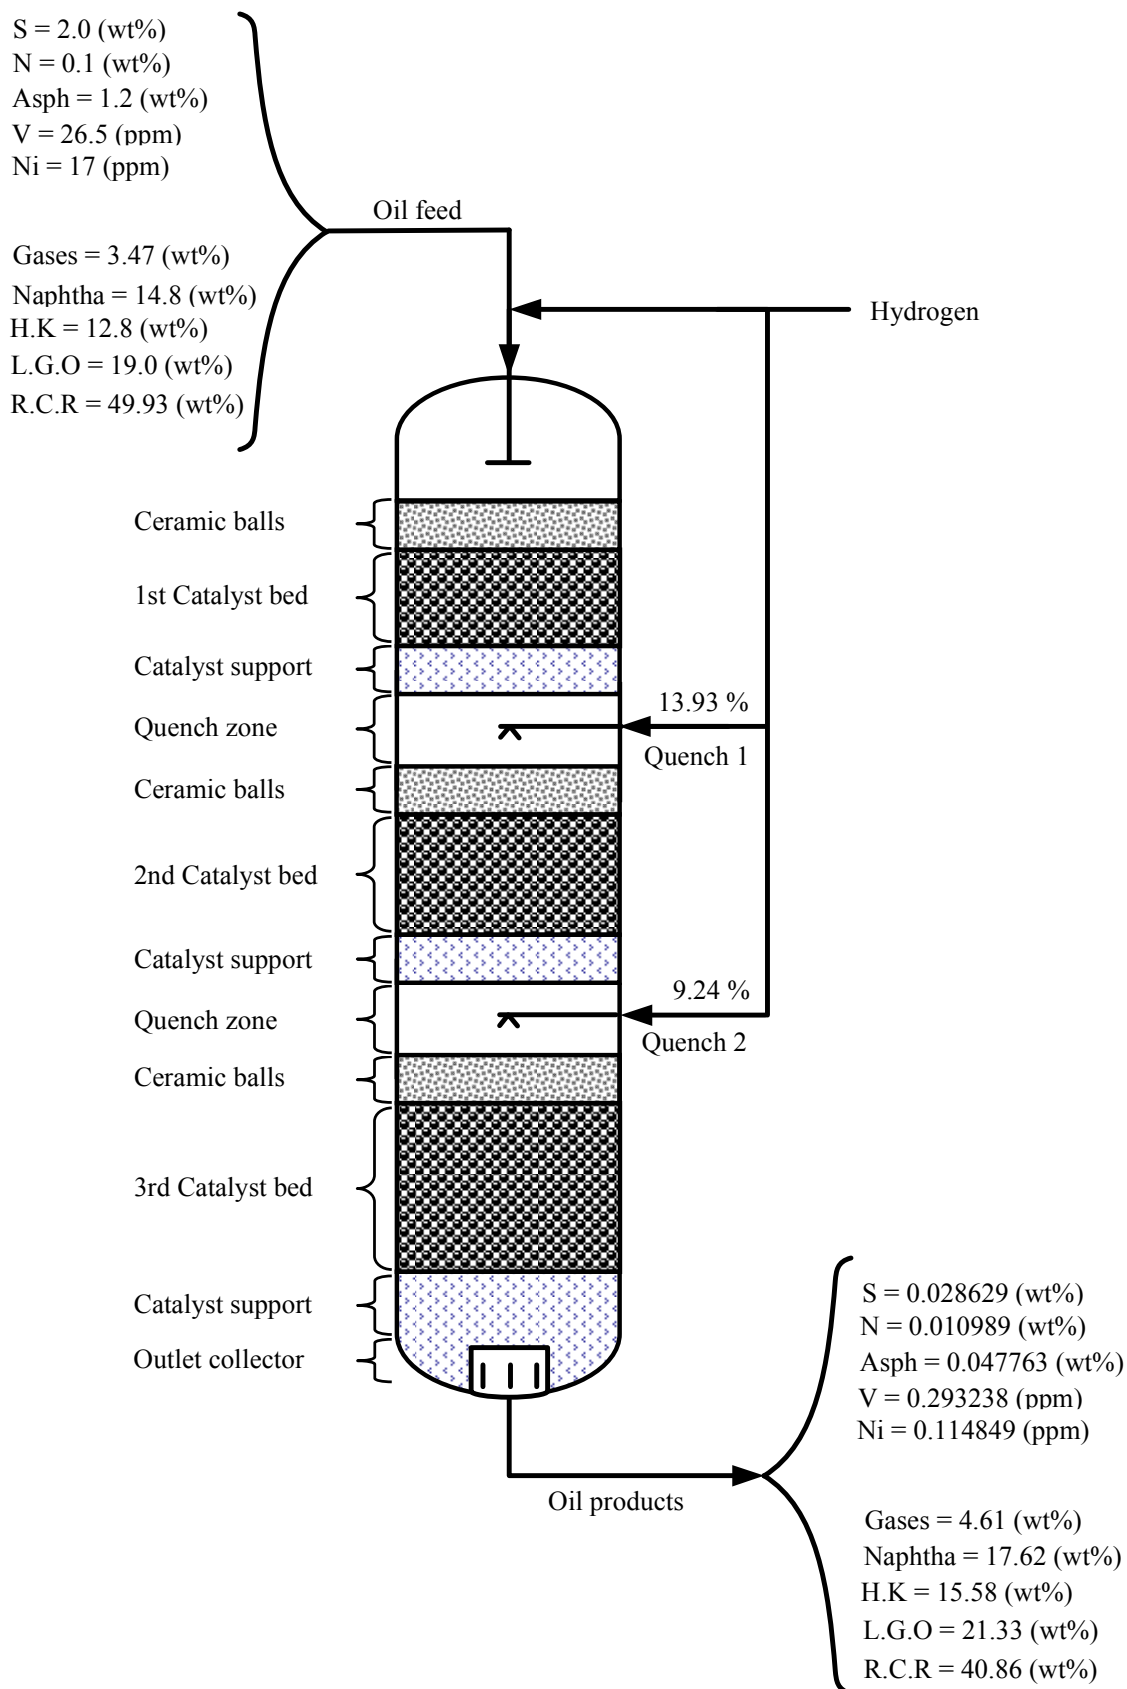 S = 2.0 (wt%)
N = 0.1 (wt%)
Asph = 1.2 (wt%)
V = 26.5 (ppm)
Ni = 17 (ppm)
Gases = 3.47 (wt%)
Naphtha = 14.8 (wt%)
H.K = 12.8 (wt%)
L.G.O = 19.0 (wt%)
R.C.R = 49.93 (wt%)
Oil feed
Hydrogen
Ceramic balls
1st Catalyst bed
Catalyst support
Quench zone
13.93 %
Quench 1
Ceramic balls
2nd Catalyst bed
Catalyst support
Quench zone
9.24 %
Quench 2
Ceramic balls
3rd Catalyst bed
Catalyst support
Outlet collector
Oil products
S = 0.028629 (wt%)
N = 0.010989 (wt%)
Asph = 0.047763 (wt%)
V = 0.293238 (ppm)
Ni = 0.114849 (ppm)
Gases = 4.61 (wt%)
Naphtha = 17.62 (wt%)
H.K = 15.58 (wt%)
L.G.O = 21.33 (wt%)
R.C.R = 40.86 (wt%)